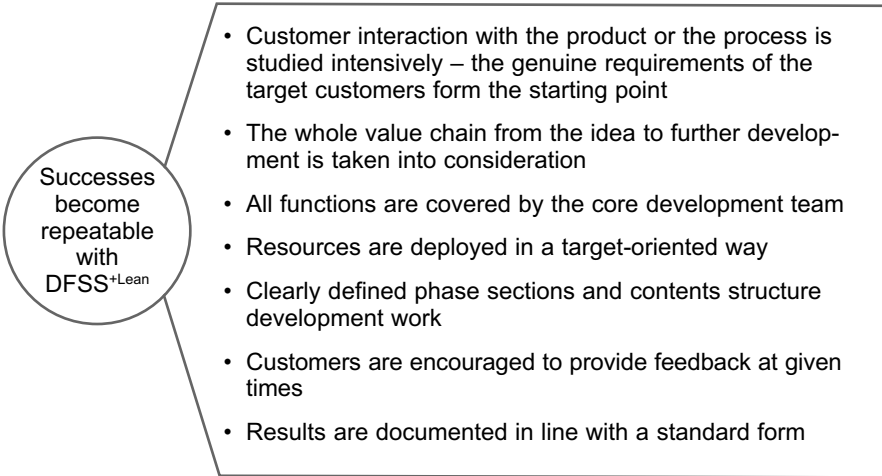 Successes
become
repeatable
with
DFSS+Lean
• Customer interaction with the product or the process is
studied intensively – the genuine requirements of the
target customers form the starting point
• The whole value chain from the idea to further develop-
ment is taken into consideration
• All functions are covered by the core development team
• Resources are deployed in a target-oriented way
• Clearly defined phase sections and contents structure
development work
• Customers are encouraged to provide feedback at given
times
• Results are documented in line with a standard form